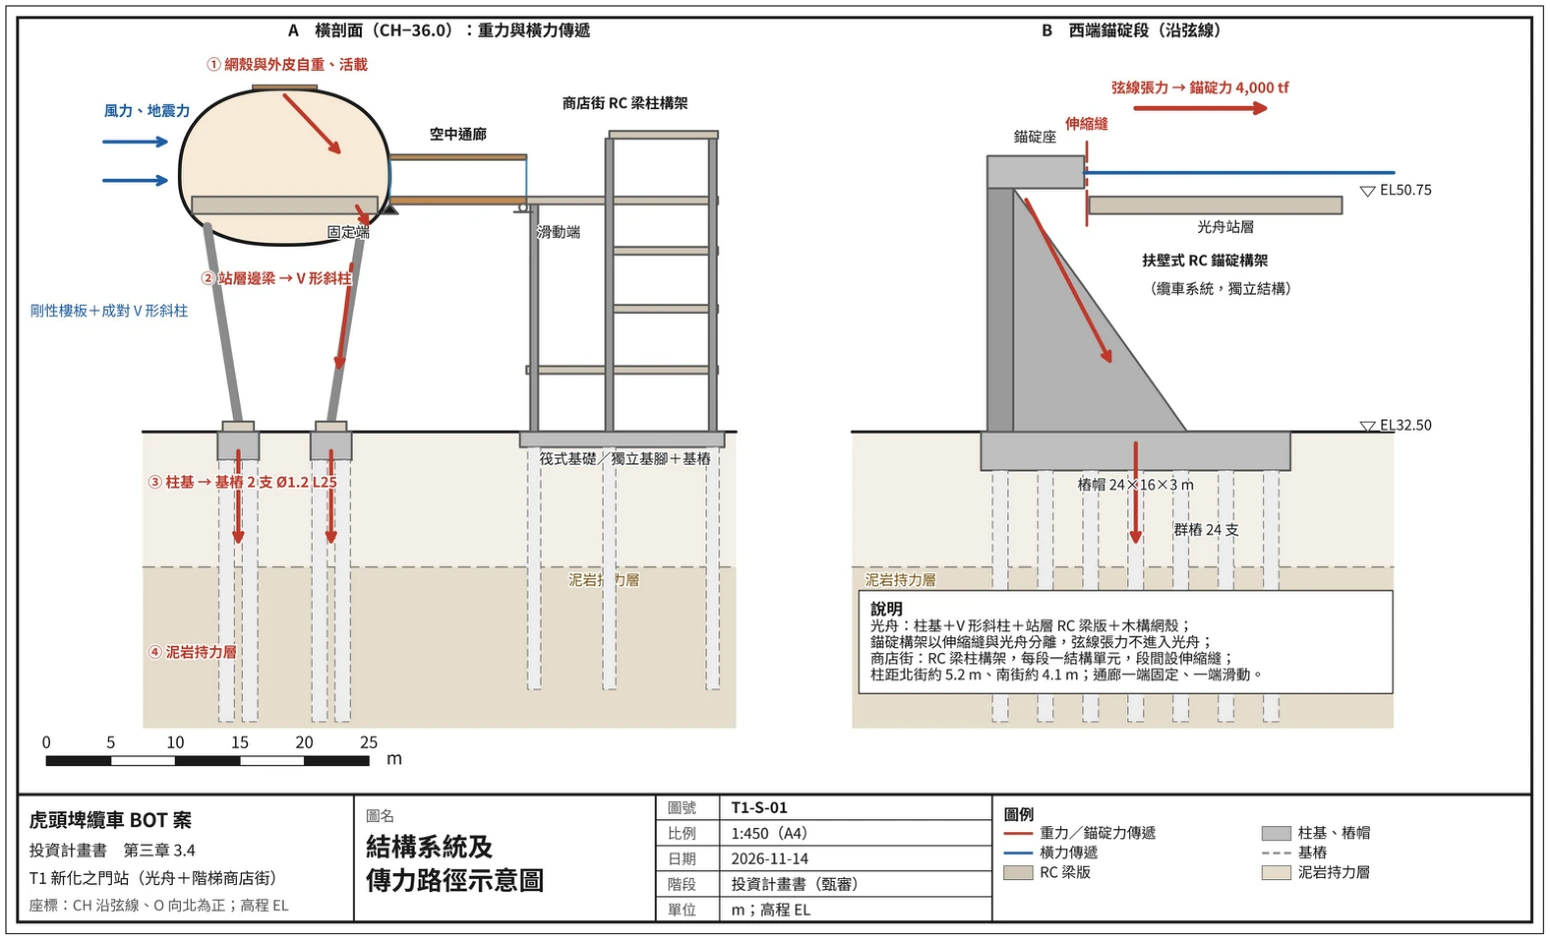 A 橫剖面（CH−36.0）：重力與橫力傳遞
① 網殼與外皮自重、活載
風力、地震力
空中通廊
商店街 RC 梁柱構架
固定端
滑動端
② 站層邊梁 → V 形斜柱
剛性樓板＋成對 V 形斜柱
筏式基礎／獨立基腳＋基樁
③ 柱基 → 基樁 2 支 Ø1.2 L25
泥岩持力層
④ 泥岩持力層
0 5 10 15 20 25 m
B 西端錨碇段（沿弦線）
弦線張力 → 錨碇力 4,000 tf
伸縮縫
錨碇座
EL50.75
光舟站層
扶壁式 RC 錨碇構架
（纜車系統，獨立結構）
EL32.50
樁帽 24×16×3 m
群樁 24 支
泥岩持力層
說明
光舟：柱基＋V 形斜柱＋站層 RC 梁版＋木構網殼；
錨碇構架以伸縮縫與光舟分離，弦線張力不進入光舟；
商店街：RC 梁柱構架，每段一結構單元，段間設伸縮縫；
柱距北街約 5.2 m、南街約 4.1 m；通廊一端固定、一端滑動。
虎頭埤纜車 BOT 案
投資計畫書 第三章 3.4
T1 新化之門站（光舟＋階梯商店街）
座標：CH 沿弦線、O 向北為正；高程 EL
圖名
結構系統及
傳力路徑示意圖
圖號 T1-S-01
比例 1:450（A4）
日期 2026-11-14
階段 投資計畫書（甄審）
單位 m；高程 EL
圖例
重力／錨碇力傳遞
橫力傳遞
RC 梁版
柱基、樁帽
基樁
泥岩持力層